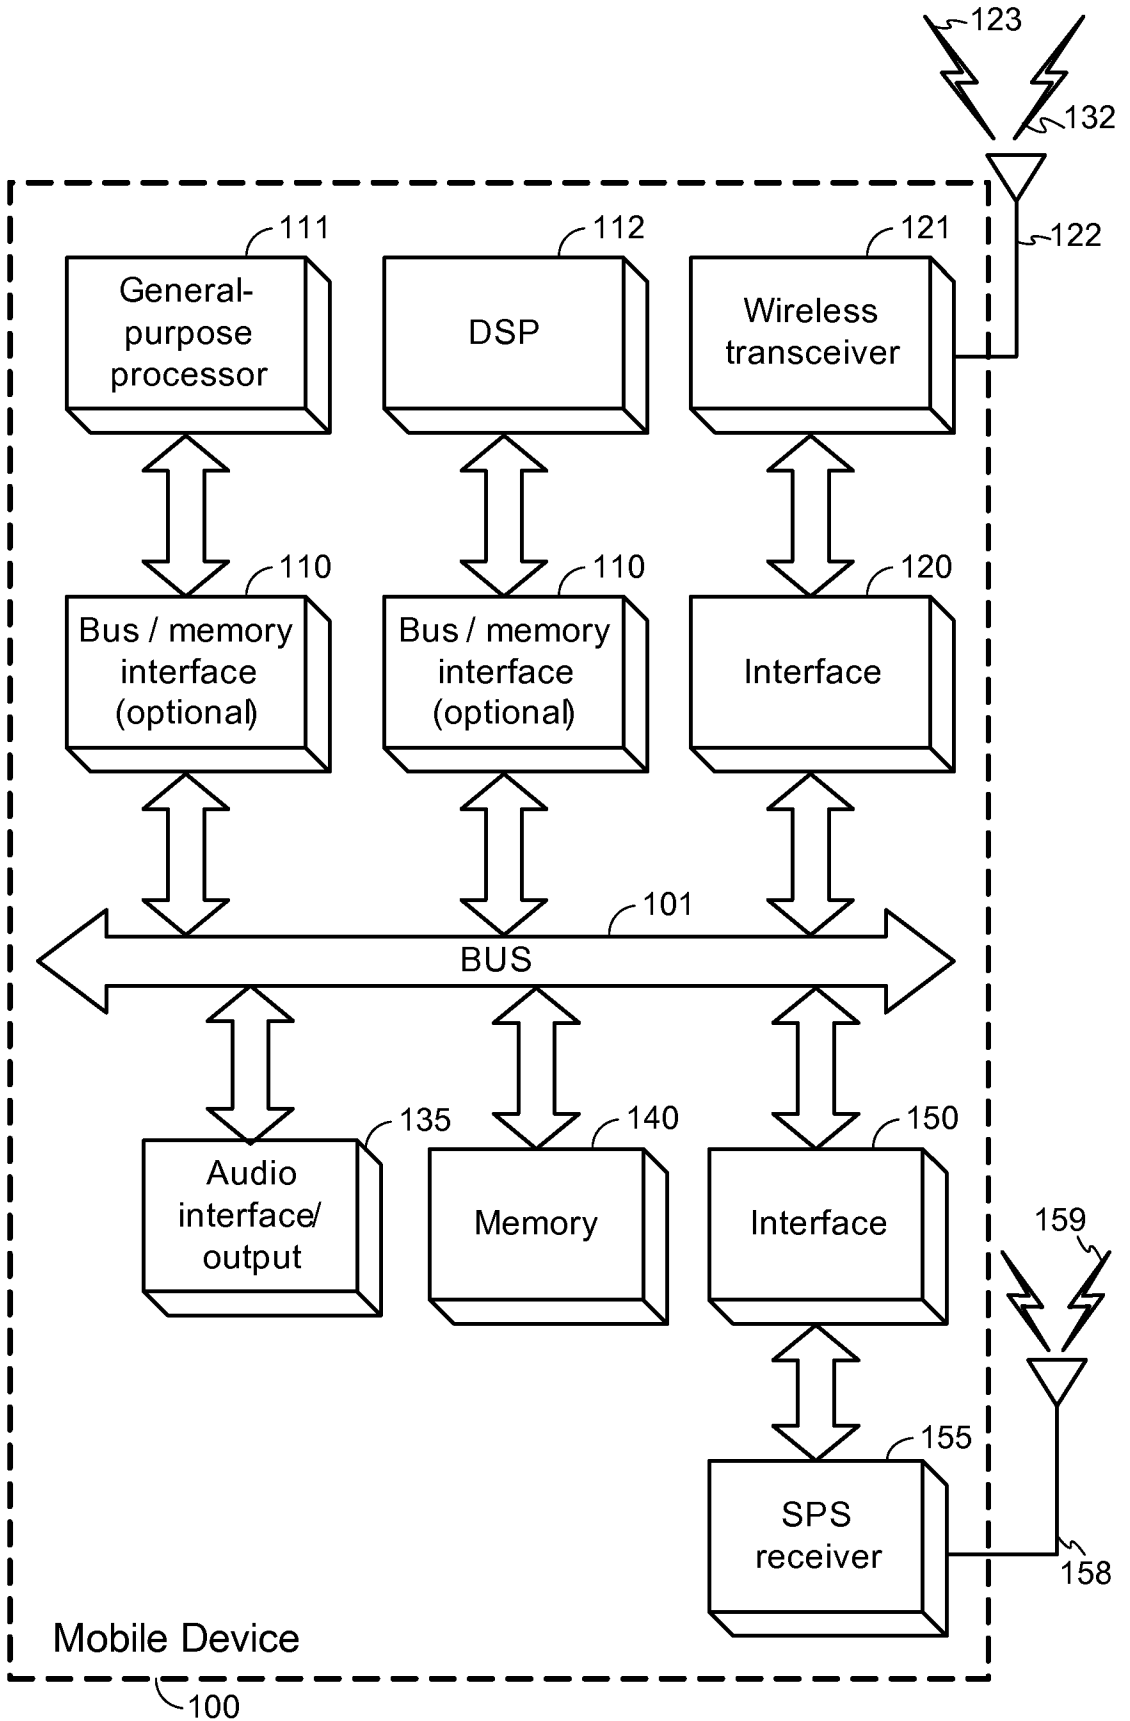 123
132
111
112
121
122
General-
purpose
processor
DSP
Wireless
transceiver
110
110
120
Bus / memory
interface
(optional)
Bus / memory
interface
(optional)
Interface
101
BUS
135
140
150
Audio
interface/
output
Memory
Interface
159
155
SPS
receiver
158
Mobile Device
100